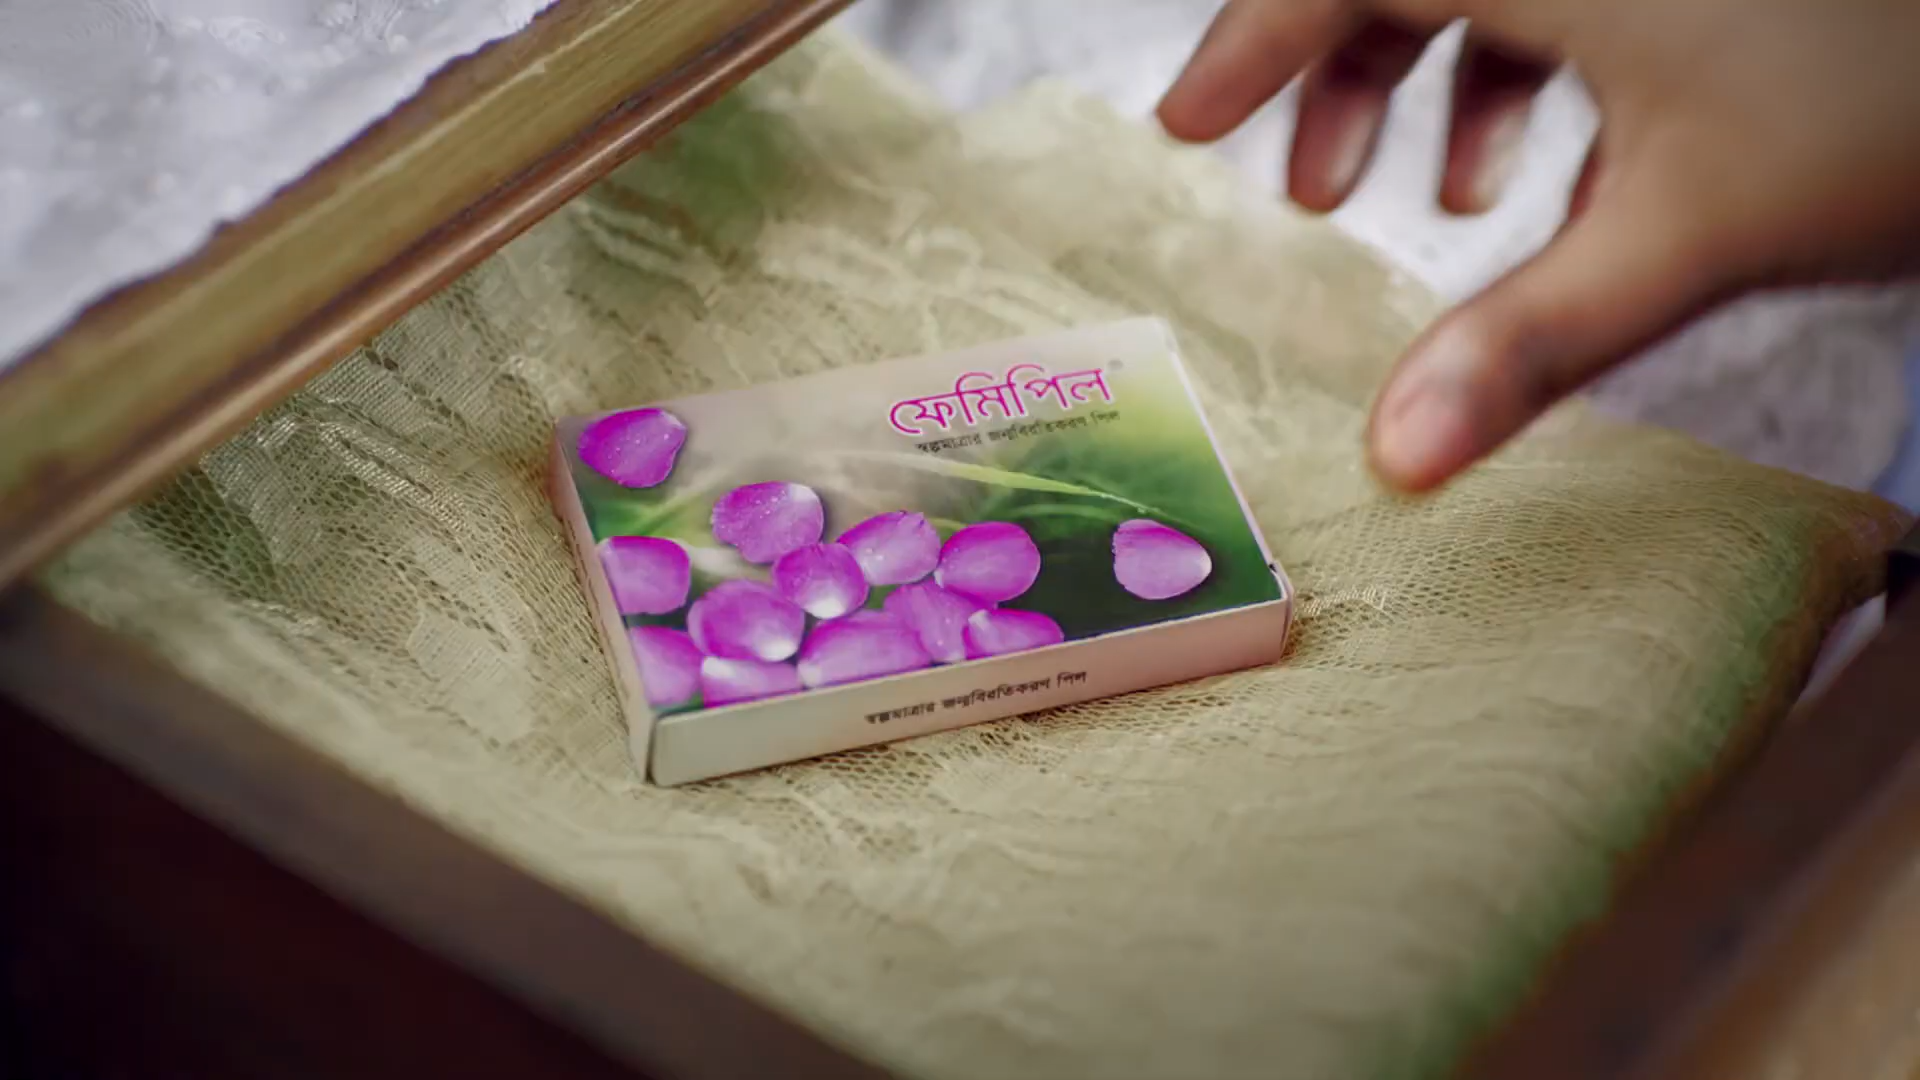 ফেমিপিল®
স্বল্পমাত্রার জন্মবিরতিকরণ পিল
স্বল্পমাত্রার জন্মবিরতিকরণ পিল